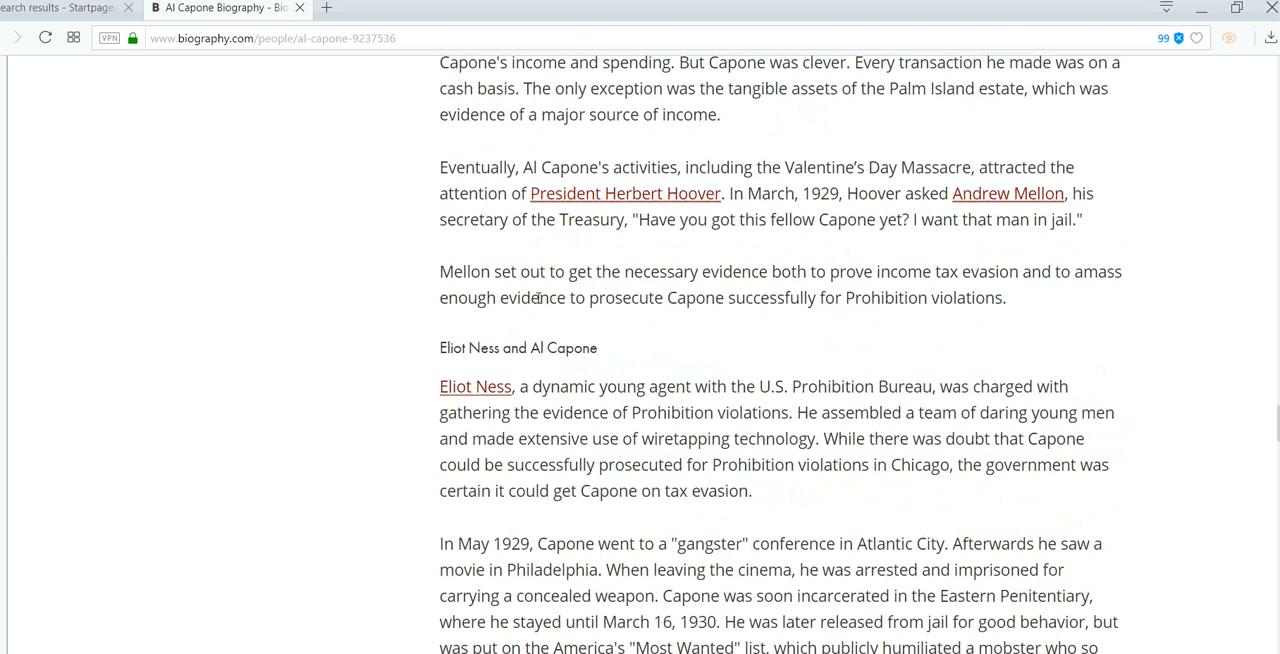 earch results - Startpage
B Al Capone Biography - Bio
VPN www.biography.com/people/al-capone-9237536 99
Capone's income and spending. But Capone was clever. Every transaction he made was on a
cash basis. The only exception was the tangible assets of the Palm Island estate, which was
evidence of a major source of income.
Eventually, Al Capone's activities, including the Valentine’s Day Massacre, attracted the
attention of President Herbert Hoover. In March, 1929, Hoover asked Andrew Mellon, his
secretary of the Treasury, "Have you got this fellow Capone yet? I want that man in jail."
Mellon set out to get the necessary evidence both to prove income tax evasion and to amass
enough evidence to prosecute Capone successfully for Prohibition violations.
Eliot Ness and Al Capone
Eliot Ness, a dynamic young agent with the U.S. Prohibition Bureau, was charged with
gathering the evidence of Prohibition violations. He assembled a team of daring young men
and made extensive use of wiretapping technology. While there was doubt that Capone
could be successfully prosecuted for Prohibition violations in Chicago, the government was
certain it could get Capone on tax evasion.
In May 1929, Capone went to a "gangster" conference in Atlantic City. Afterwards he saw a
movie in Philadelphia. When leaving the cinema, he was arrested and imprisoned for
carrying a concealed weapon. Capone was soon incarcerated in the Eastern Penitentiary,
where he stayed until March 16, 1930. He was later released from jail for good behavior, but
was put on the America's "Most Wanted" list, which publicly humiliated a mobster who so